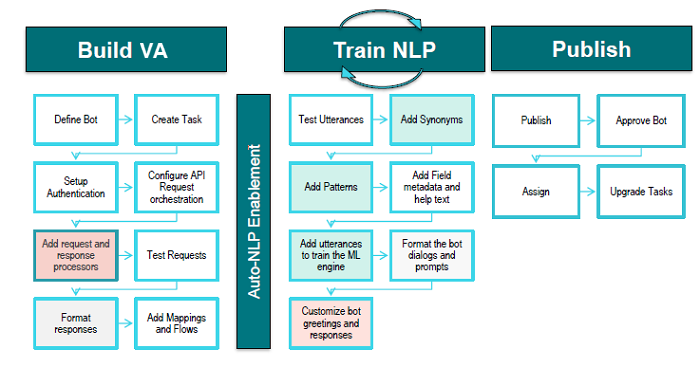 Build VA
Train NLP
Publish
Define Bot
Create Task
Setup
Authentication
Configure API
Request
orchestration
Add request and
response
processors
Test Requests
Format
responses
Add Mappings
and Flows
Auto-NLP Enablement
Test Utterances
Add Synonyms
Add Patterns
Add Field
metadata and
help text
Add utterances
to train the ML
engine
Format the bot
dialogs and
prompts
Customize bot
greetings and
responses
Publish
Approve Bot
Assign
Upgrade Tasks